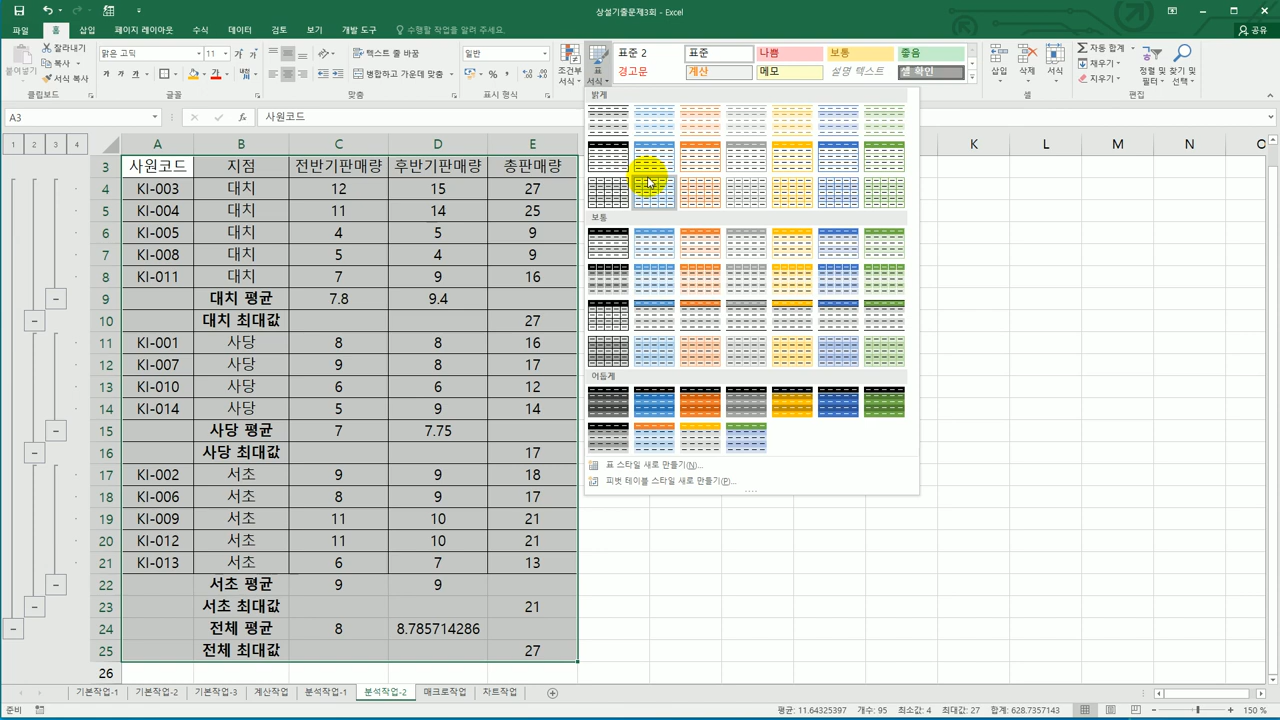 상설기출문제3회 - Excel
파일 홈 삽입 페이지 레이아웃 수식 데이터 검토 보기 개발 도구 수행할 작업을 알려 주세요. 공유
붙여넣기 잘라내기 복사 서식 복사
맑은 고딕 11
텍스트 줄 바꿈
병합하고 가운데 맞춤
일반
조건부 서식 표 서식
표준 2 표준 나쁨 보통 좋음
경고문 계산 메모 설명 텍스트 셀 확인
삽입 삭제 서식
자동 합계 채우기 지우기
정렬 및 필터 찾기 및 선택
클립보드 글꼴 맞춤 표시 형식 셀 편집
A3 사원코드
1 2 3 4 A B C D E J K L M N
3 사원코드 지점 전반기판매량 후반기판매량 총판매량
4 KI-003 대치 12 15 27
5 KI-004 대치 11 14 25
6 KI-005 대치 4 5 9
7 KI-008 대치 5 4 9
8 KI-011 대치 7 9 16
9 대치 평균 7.8 9.4
10 대치 최대값 27
11 KI-001 사당 8 8 16
12 KI-007 사당 9 8 17
13 KI-010 사당 6 6 12
14 KI-014 사당 5 9 14
15 사당 평균 7 7.75
16 사당 최대값 17
17 KI-002 서초 9 9 18
18 KI-006 서초 8 9 17
19 KI-009 서초 11 10 21
20 KI-012 서초 11 10 21
21 KI-013 서초 6 7 13
22 서초 평균 9 9
23 서초 최대값 21
24 전체 평균 8 8.785714286
25 전체 최대값 27
26
밝게
보통
어둡게
표 스타일 새로 만들기(N)...
피벗 테이블 스타일 새로 만들기(P)...
기본작업-1 기본작업-2 기본작업-3 계산작업 분석작업-1 분석작업-2 매크로작업 차트작업
준비 평균: 11.64325397 개수: 95 최소값: 4 최대값: 27 합계: 628.7357143 150 %